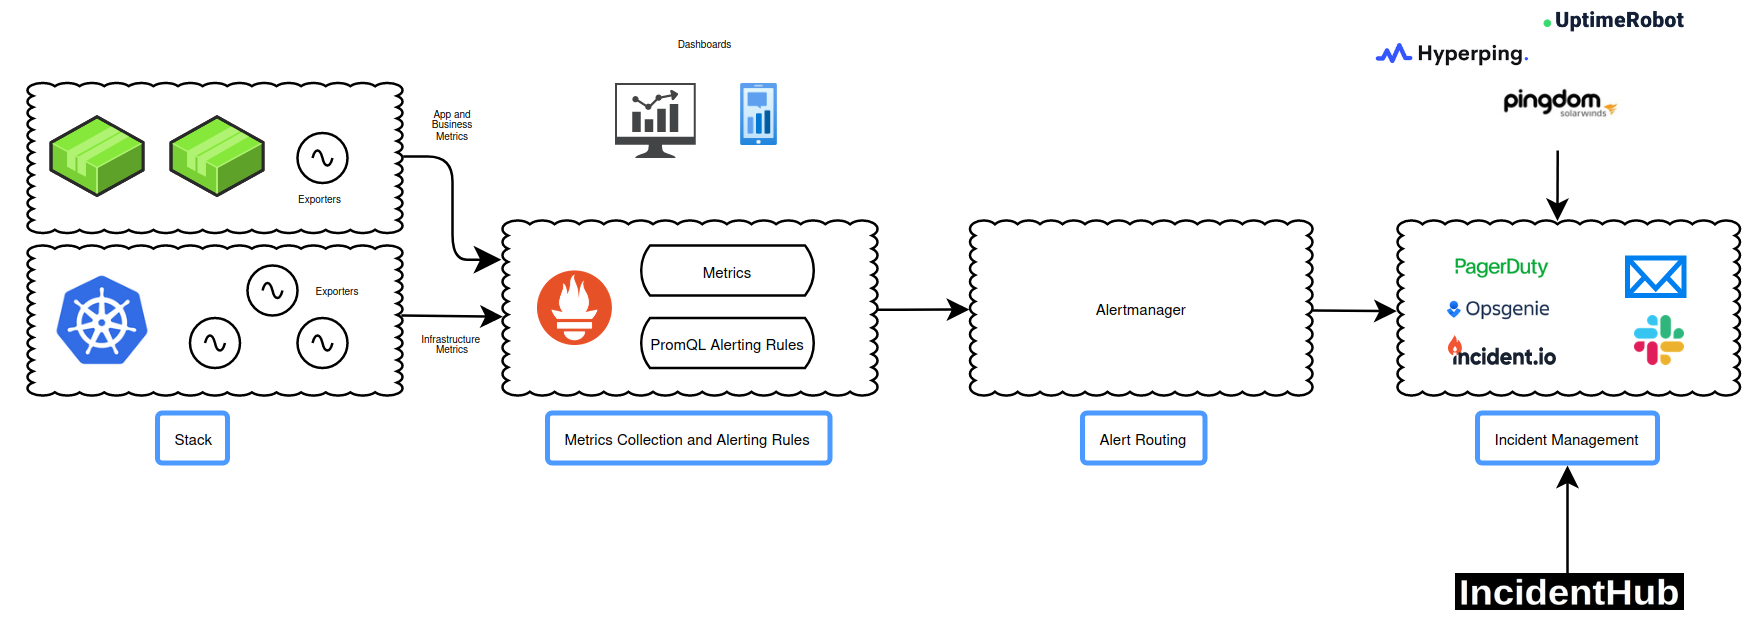 UptimeRobot
Hyperping.
pingdom
solarwinds
Dashboards
App and
Business
Metrics
Exporters
Exporters
Infrastructure
Metrics
Metrics
PromQL Alerting Rules
Alertmanager
PagerDuty
Opsgenie
incident.io
Stack
Metrics Collection and Alerting Rules
Alert Routing
Incident Management
IncidentHub